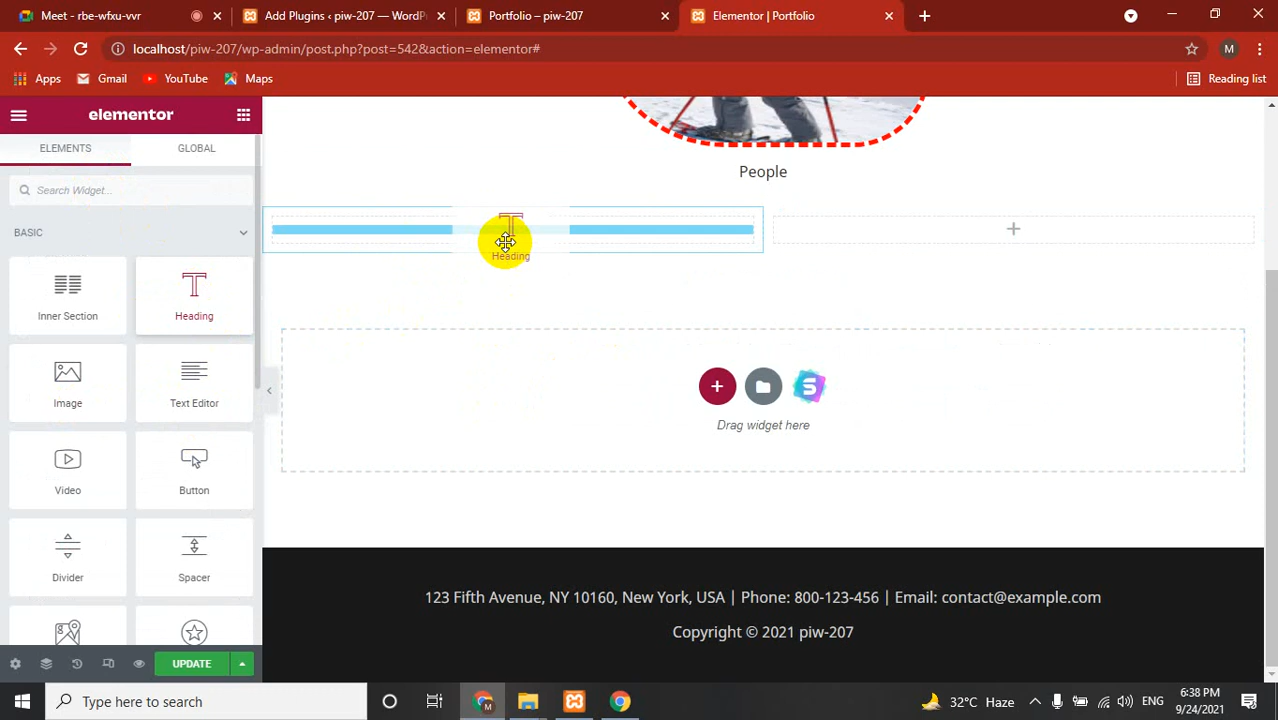 Meet - rbe-wfxu-vvr
Add Plugins ‹ piw-207 — WordPr
Portfolio – piw-207
Elementor | Portfolio
localhost/piw-207/wp-admin/post.php?post=542&action=elementor#
M
Apps
Gmail
YouTube
Maps
Reading list
elementor
ELEMENTS
GLOBAL
Search Widget...
BASIC
Inner Section
Heading
Image
Text Editor
Video
Button
Divider
Spacer
UPDATE
People
Heading
Drag widget here
123 Fifth Avenue, NY 10160, New York, USA | Phone: 800-123-456 | Email: contact@example.com
Copyright © 2021 piw-207
Type here to search
32°C Haze
ENG
6:38 PM
9/24/2021